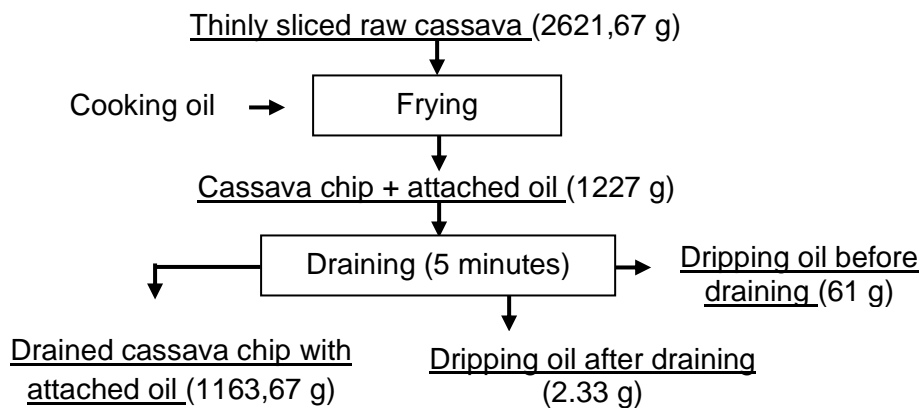 Thinly sliced raw cassava (2621,67 g)
Cooking oil
Frying
Cassava chip + attached oil (1227 g)
Draining (5 minutes)
Dripping oil before
draining (61 g)
Drained cassava chip with
attached oil (1163,67 g)
Dripping oil after draining
(2.33 g)